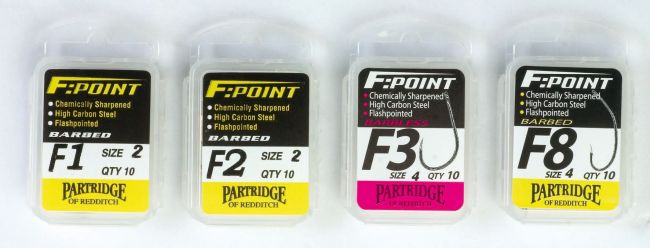 F:POINT
Chemically Sharpened
High Carbon Steel
Flashpointed
BARBED
F1 SIZE 2
QTY 10
PARTRIDGE
OF REDDITCH
F:POINT
Chemically Sharpened
High Carbon Steel
Flashpointed
BARBED
F2 SIZE 2
QTY 10
PARTRIDGE
OF REDDITCH
F:POINT
Chemically Sharpened
High Carbon Steel
Flashpointed
BARBLESS
F3
SIZE 4 QTY 10
PARTRIDGE
OF REDDITCH
F:POINT
Chemically Sharpened
High Carbon Steel
Flashpointed
BARBED
F8
SIZE 4 QTY 10
PARTRIDGE
OF REDDITCH